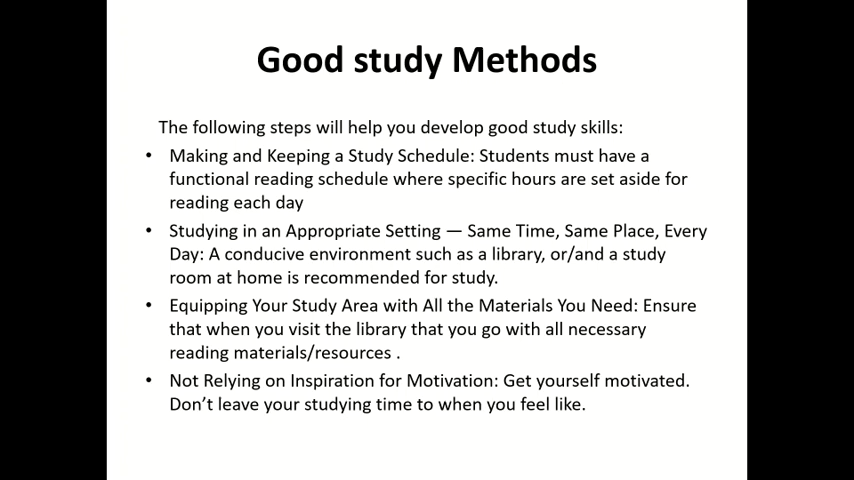 Good study Methods
The following steps will help you develop good study skills:
• Making and Keeping a Study Schedule: Students must have a
functional reading schedule where specific hours are set aside for
reading each day
• Studying in an Appropriate Setting — Same Time, Same Place, Every
Day: A conducive environment such as a library, or/and a study
room at home is recommended for study.
• Equipping Your Study Area with All the Materials You Need: Ensure
that when you visit the library that you go with all necessary
reading materials/resources .
• Not Relying on Inspiration for Motivation: Get yourself motivated.
Don’t leave your studying time to when you feel like.